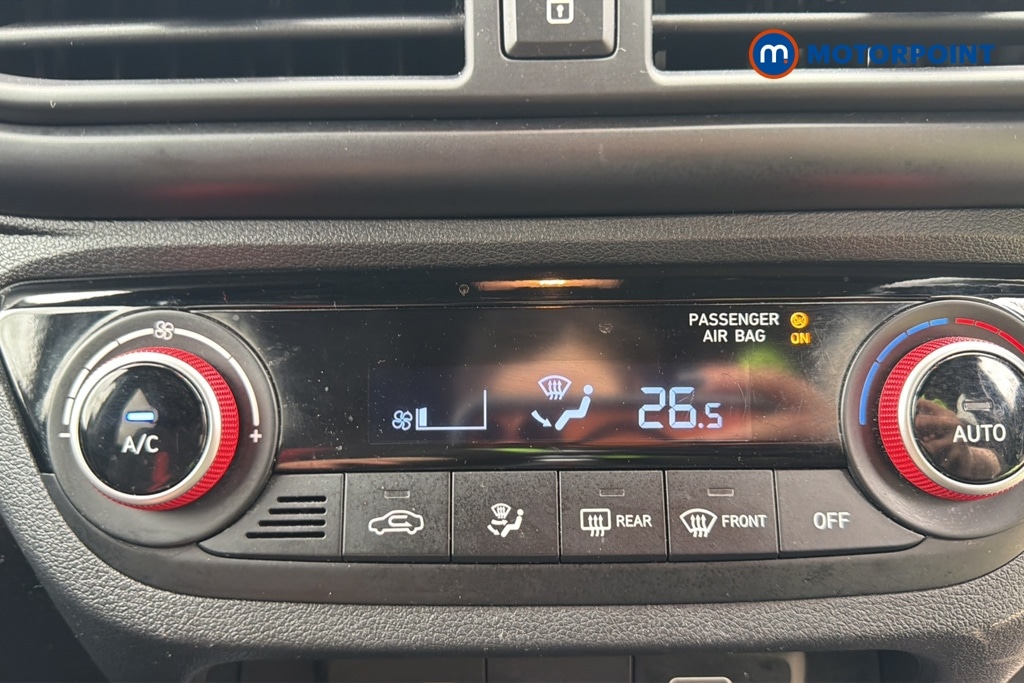 m. MOTORPOINT
PASSENGER
AIR BAG ON
26.5
- +
A/C
AUTO
REAR
FRONT
OFF